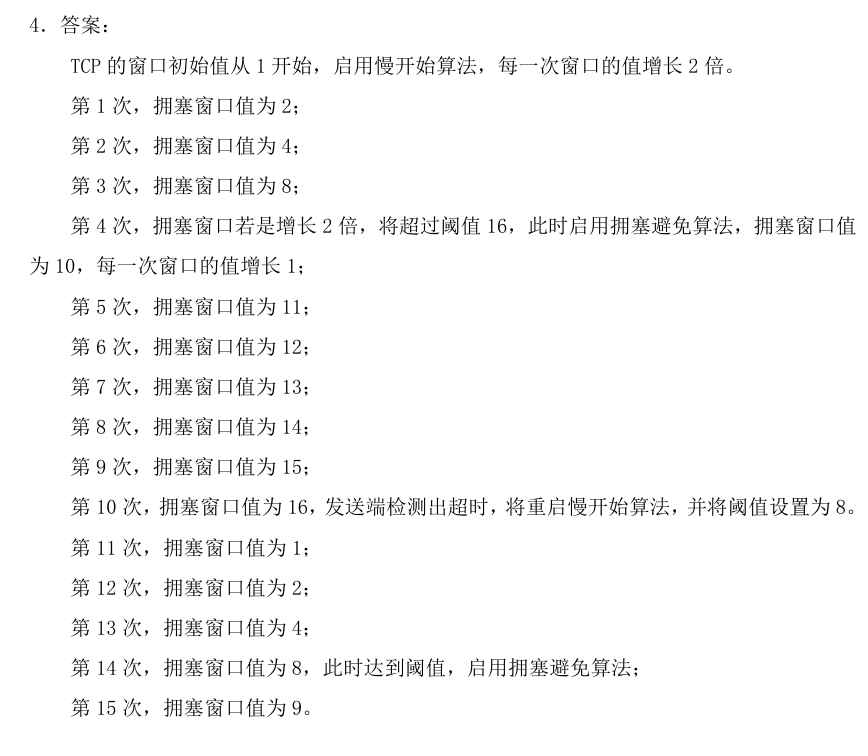 4. 答案：
TCP 的窗口初始值从 1 开始，启用慢开始算法，每一次窗口的值增长 2 倍。
第 1 次，拥塞窗口值为 2；
第 2 次，拥塞窗口值为 4；
第 3 次，拥塞窗口值为 8；
第 4 次，拥塞窗口若是增长 2 倍，将超过阈值 16，此时启用拥塞避免算法，拥塞窗口值
为 10，每一次窗口的值增长 1；
第 5 次，拥塞窗口值为 11；
第 6 次，拥塞窗口值为 12；
第 7 次，拥塞窗口值为 13；
第 8 次，拥塞窗口值为 14；
第 9 次，拥塞窗口值为 15；
第 10 次，拥塞窗口值为 16，发送端检测出超时，将重启慢开始算法，并将阈值设置为 8。
第 11 次，拥塞窗口值为 1；
第 12 次，拥塞窗口值为 2；
第 13 次，拥塞窗口值为 4；
第 14 次，拥塞窗口值为 8，此时达到阈值，启用拥塞避免算法；
第 15 次，拥塞窗口值为 9。